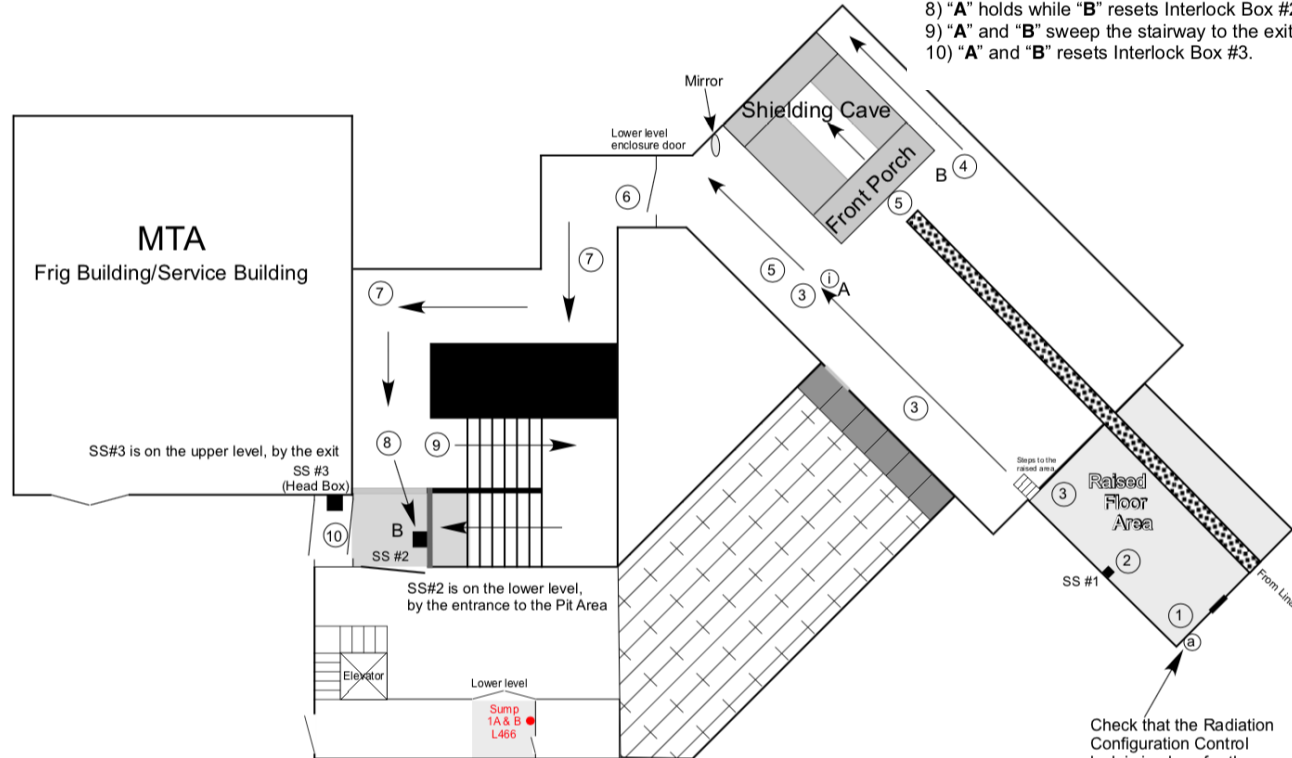 8) “A” holds while “B” resets Interlock Box #2
9) “A” and “B” sweep the stairway to the exit
10) “A” and “B” resets Interlock Box #3.
Mirror
Shielding Cave
Lower level
enclosure door
Front Porch
B
4
5
6
MTA
Frig Building/Service Building
7
7
5
3
i
A
3
8
9
SS#3 is on the upper level, by the exit
SS #3
(Head Box)
10
B
SS #2
SS#2 is on the lower level,
by the entrance to the Pit Area
Steps to the
raised area
3
Raised
Floor
Area
2
SS #1
1
a
From Lina
Elevator
Lower level
Sump
1A & B
L466
Check that the Radiation
Configuration Control